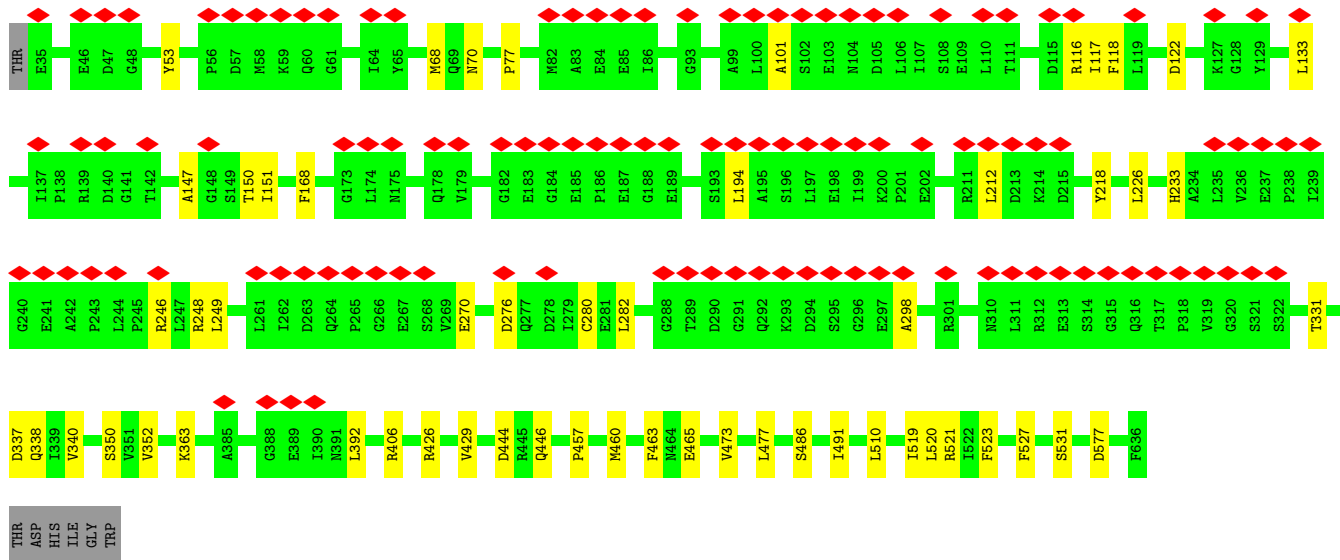 THR E35 E46 D47 G48 Y53 P56 D57 M58 K59 Q60 G61 I64 Y65 M68 Q69 N70 P77 M82 A83 E84 E85 I86 G93 A99 L100 A101 S102 E103 N104 D105 L106 I107 S108 E109 L110 T111 D115 R116 I117 F118 L119 D122 K127 G128 Y129 L133
I137 P138 R139 D140 G141 T142 A147 G148 S149 T150 I151 F168 G173 L174 N175 Q178 V179 G182 E183 G184 E185 P186 E187 G188 E189 S193 L194 A195 S196 L197 E198 I199 K200 P201 E202 R211 L212 D213 K214 D215 Y218 L226 H233 A234 L235 V236 E237 P238 I239
G240 E241 A242 P243 L244 P245 R246 L247 R248 L249 L261 I262 D263 Q264 P265 G266 E267 S268 V269 E270 D276 Q277 D278 I279 C280 E281 L282 G288 T289 D290 G291 Q292 K293 D294 S295 G296 E297 A298 R301 N310 L311 R312 E313 S314 G315 Q316 T317 P318 V319 G320 S321 S322 T331
D337 Q338 I339 V340 S350 V351 V352 K363 A385 G388 E389 I390 N391 L392 R406 R426 V429 D444 R445 Q446 P457 M460 F463 N464 E465 V473 L477 S486 I491 L510 I519 L520 R521 I522 F523 F527 S531 D577 F636
THR ASP HIS ILE GLY TRP